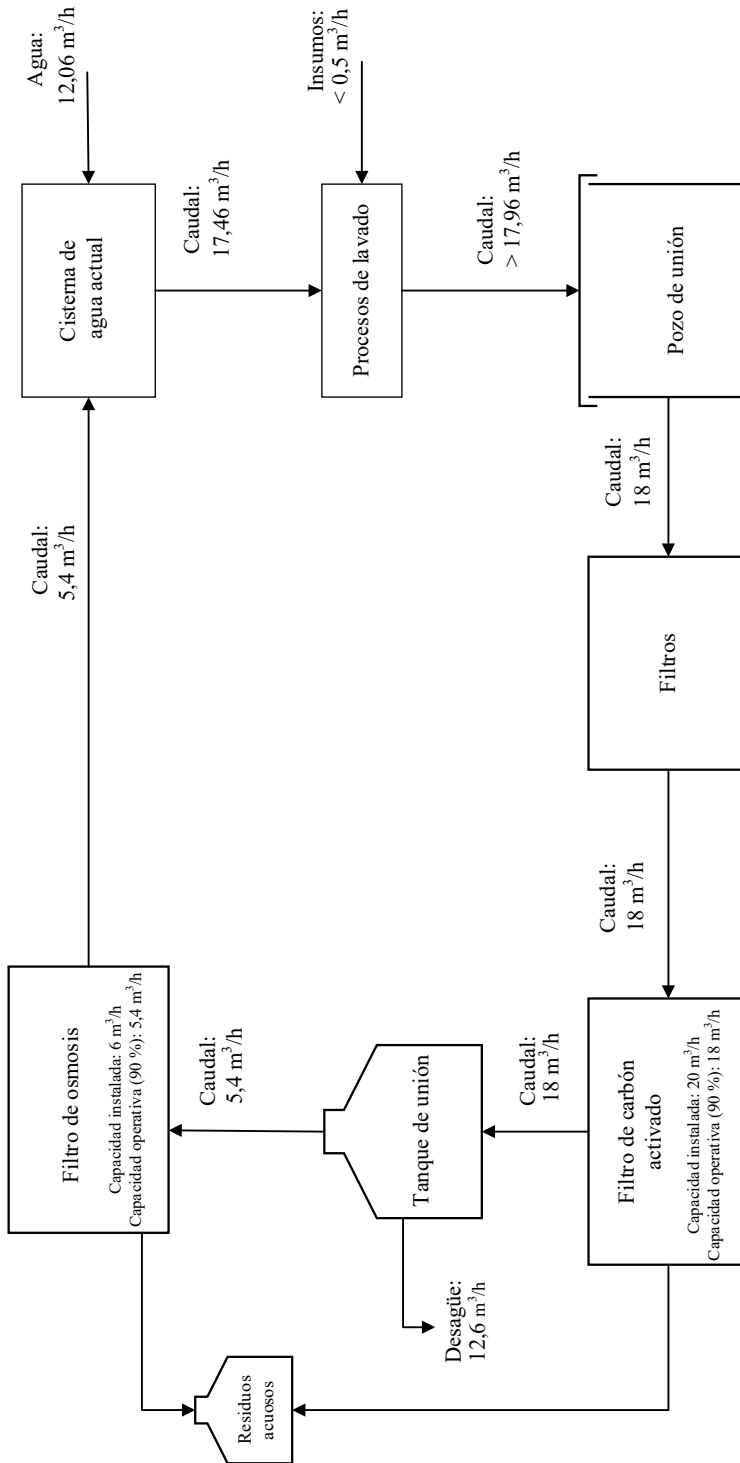 Agua:
12,06 m³/h
Cisterna de
agua actual
Caudal:
17,46 m³/h
Insumos:
< 0,5 m³/h
Procesos de lavado
Caudal:
> 17,96 m³/h
Pozo de unión
Caudal:
18 m³/h
Filtros
Caudal:
18 m³/h
Filtro de carbón
activado
Capacidad instalada: 20 m³/h
Capacidad operativa (90 %): 18 m³/h
Caudal:
18 m³/h
Tanque de unión
Desagüe:
12,6 m³/h
Caudal:
5,4 m³/h
Filtro de osmosis
Capacidad instalada: 6 m³/h
Capacidad operativa (90 %): 5,4 m³/h
Caudal:
5,4 m³/h
Residuos
acuosos